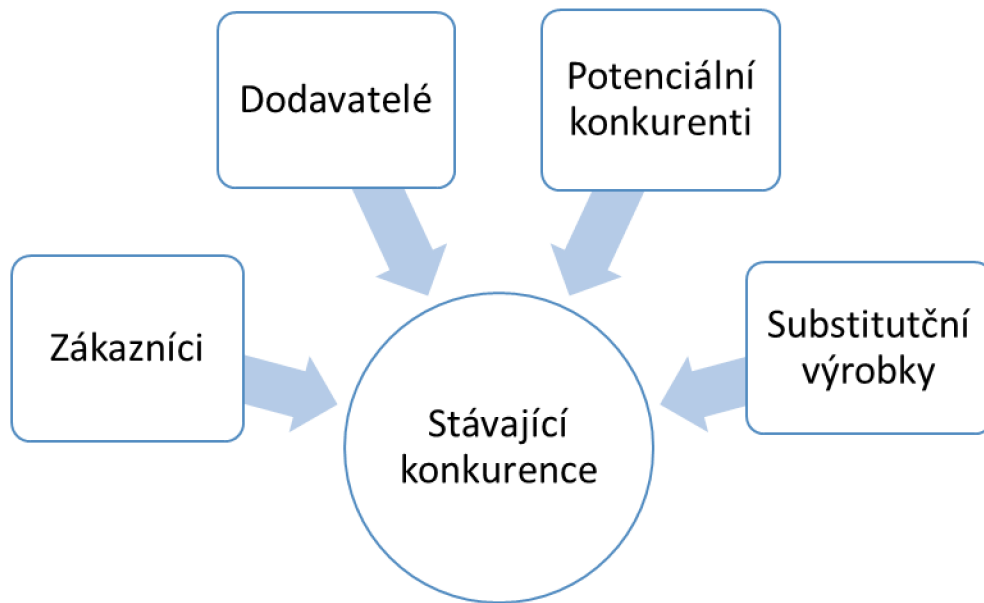 Dodavatelé
Potenciální
konkurenti
Zákazníci
Substitutční
výrobky
Stávající
konkurence